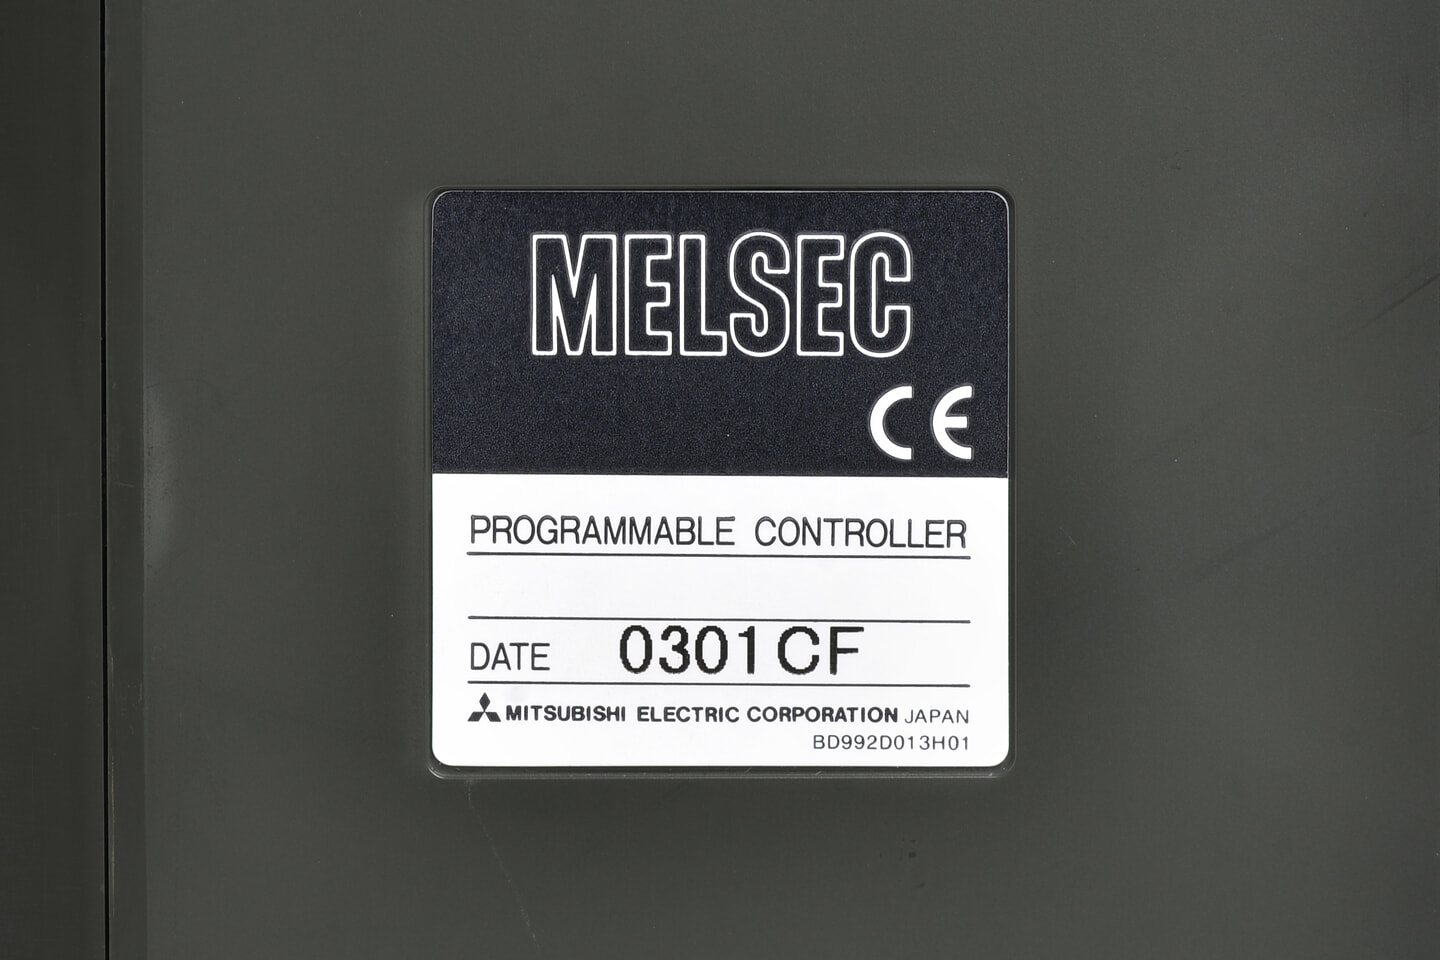 MELSEC
CE
PROGRAMMABLE CONTROLLER
DATE 0301CF
MITSUBISHI ELECTRIC CORPORATION JAPAN
BD992D013H01